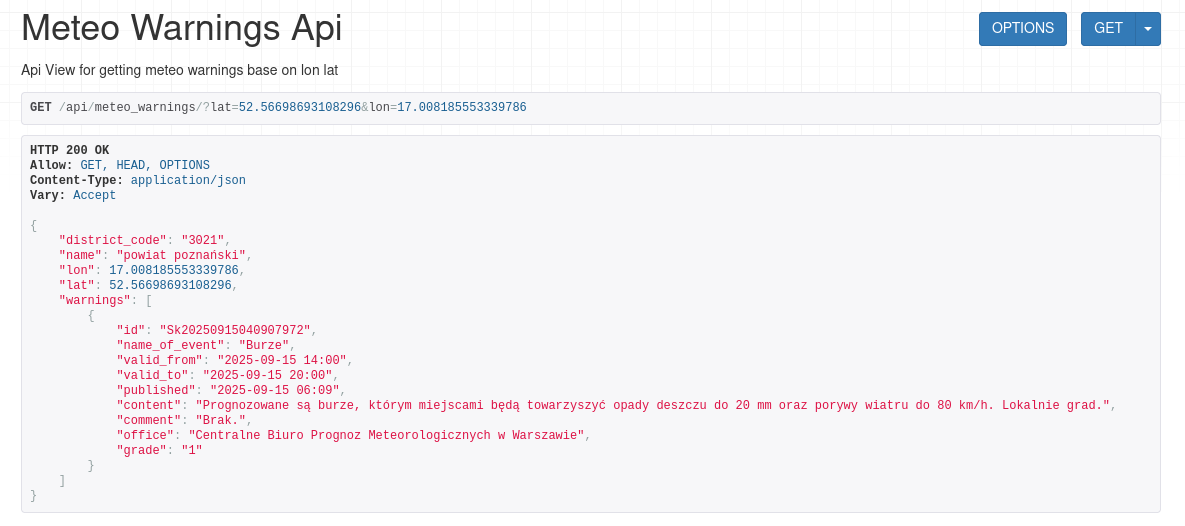 Meteo Warnings Api
OPTIONS
GET
Api View for getting meteo warnings base on lon lat
GET /api/meteo_warnings/?lat=52.56698693108296&lon=17.008185553339786
HTTP 200 OK
Allow: GET, HEAD, OPTIONS
Content-Type: application/json
Vary: Accept
{
    "district_code": "3021",
    "name": "powiat poznański",
    "lon": 17.008185553339786,
    "lat": 52.56698693108296,
    "warnings": [
        {
            "id": "Sk20250915040907972",
            "name_of_event": "Burze",
            "valid_from": "2025-09-15 14:00",
            "valid_to": "2025-09-15 20:00",
            "published": "2025-09-15 06:09",
            "content": "Prognozowane są burze, którym miejscami będą towarzyszyć opady deszczu do 20 mm oraz porywy wiatru do 80 km/h. Lokalnie grad.",
            "comment": "Brak.",
            "office": "Centralne Biuro Prognoz Meteorologicznych w Warszawie",
            "grade": "1"
        }
    ]
}